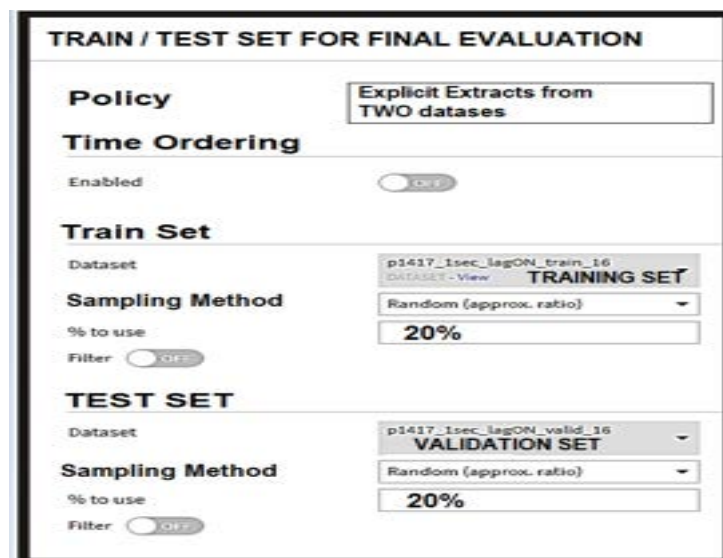 TRAIN / TEST SET FOR FINAL EVALUATION
Policy
Explicit Extracts from
TWO datases
Time Ordering
Enabled
OFF
Train Set
Dataset
p1417_1sec_lagON_train_16
DATASET - View TRAINING SET
Sampling Method
Random (approx. ratio)
% to use
20%
Filter OFF
TEST SET
Dataset
p1417_1sec_lagON_valid_16
VALIDATION SET
Sampling Method
Random (approx. ratio)
% to use
20%
Filter OFF